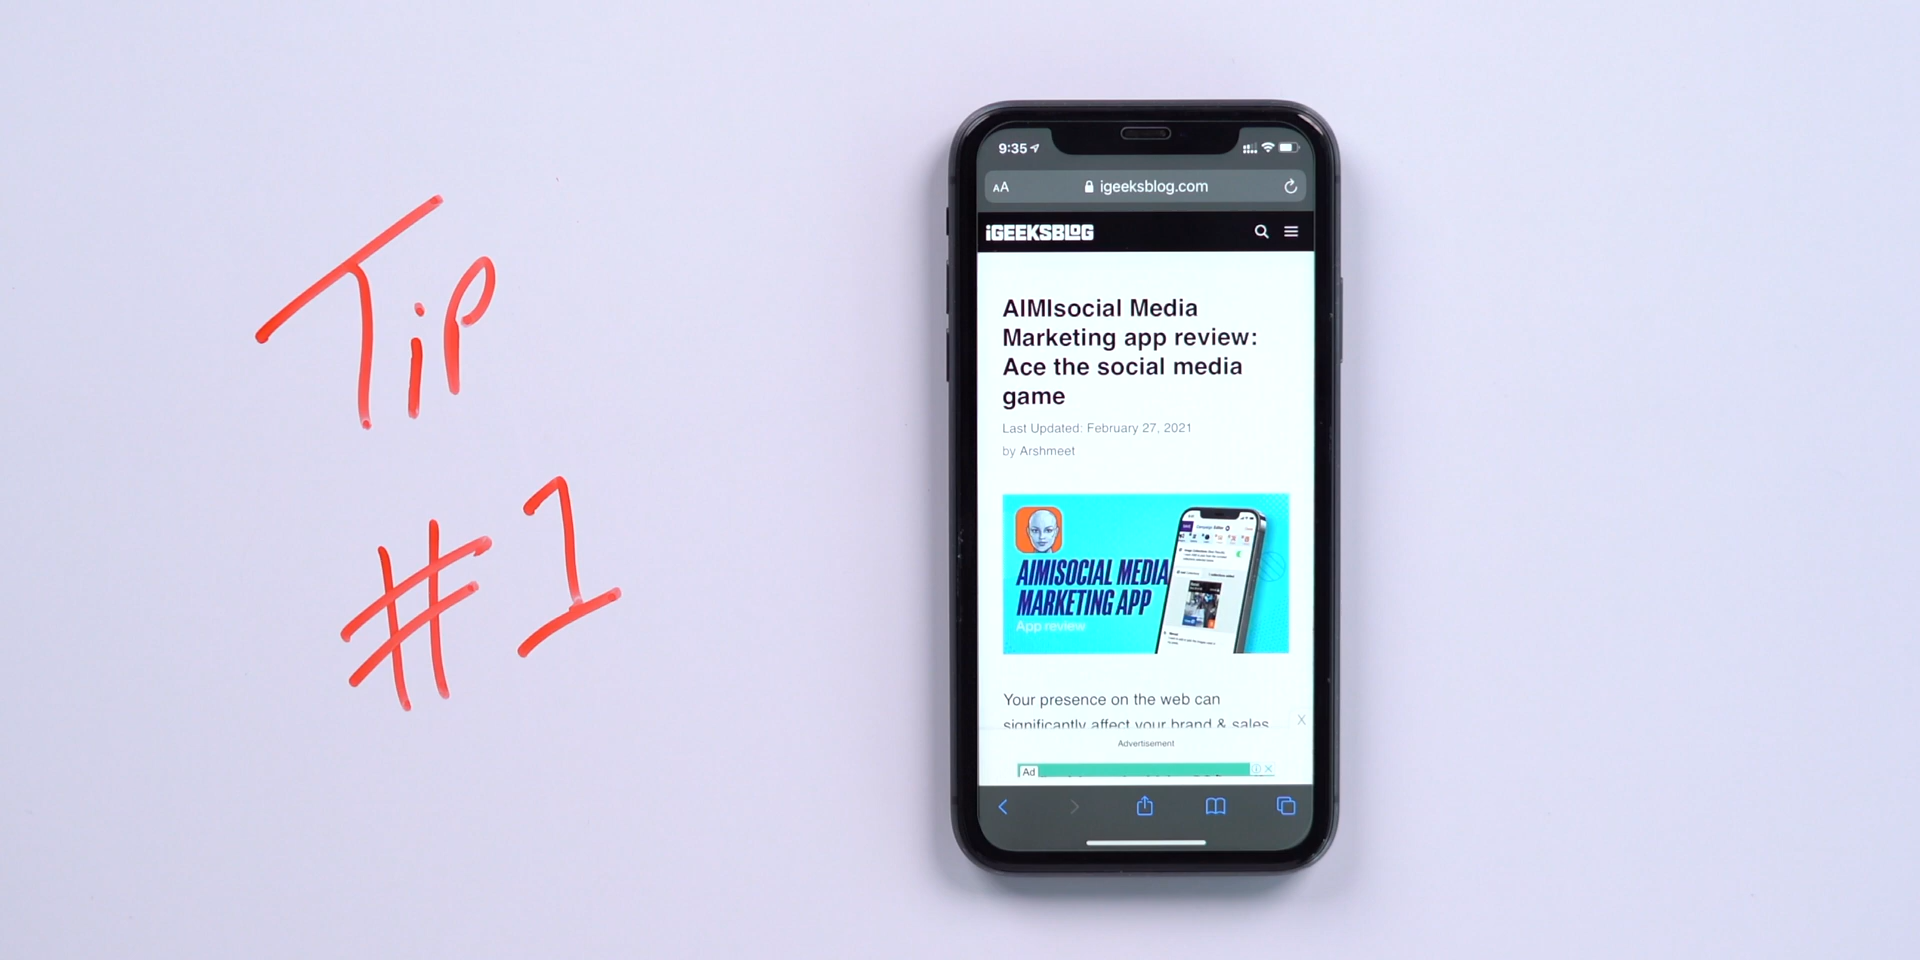 Tip
#1
9:35
AA igeeksblog.com
iGEEKSBLOG
AIMIsocial Media
Marketing app review:
Ace the social media
game
Last Updated: February 27, 2021
by Arshmeet
AIMISOCIAL MEDIA
MARKETING APP
App review
Your presence on the web can
significantly affect your brand & sales
X
Advertisement
Ad